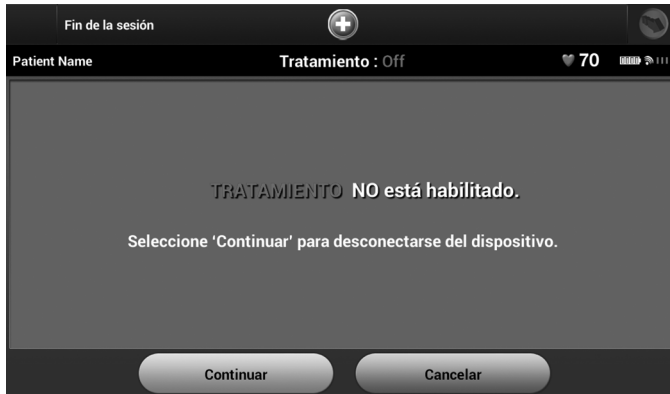 Fin de la sesión
Patient Name
Tratamiento : Off
70
TRATAMIENTO NO está habilitado.
Seleccione ‘Continuar’ para desconectarse del dispositivo.
Continuar
Cancelar